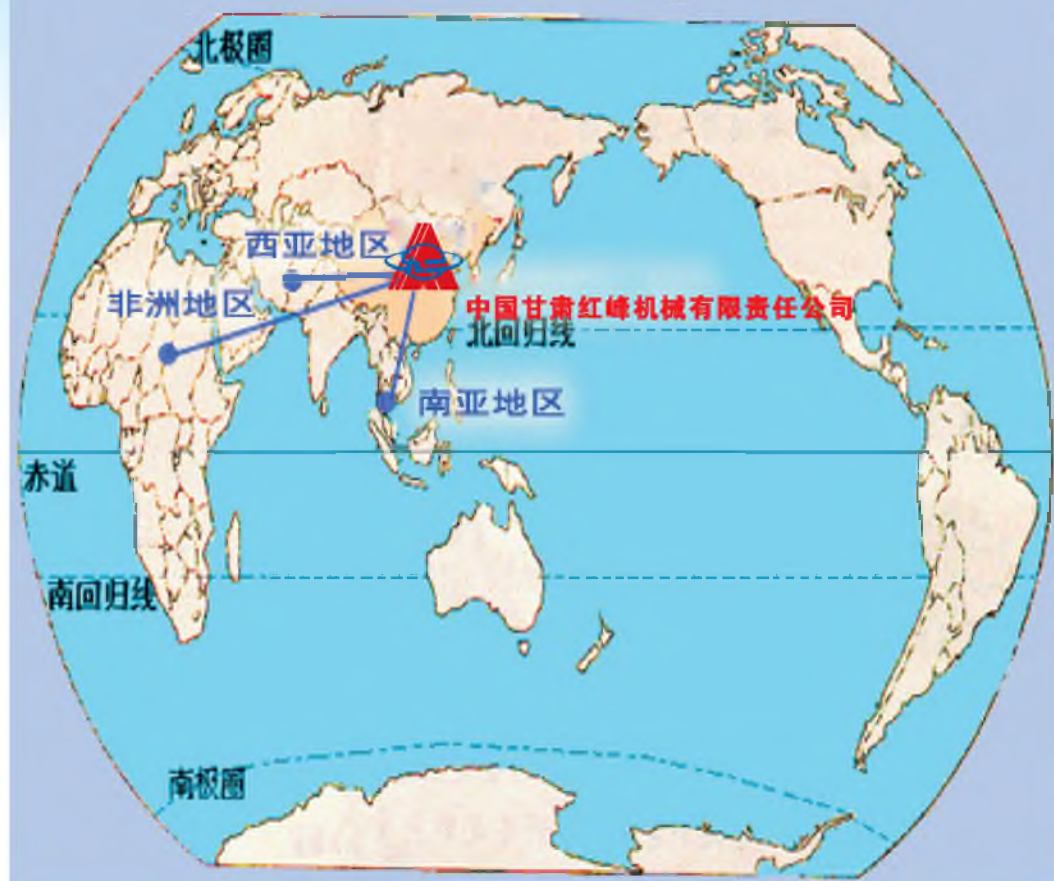 北极圈
西亚地区
非洲地区
中国甘肃红峰机械有限责任公司
北回归线
南亚地区
赤道
南回归线
南极圈